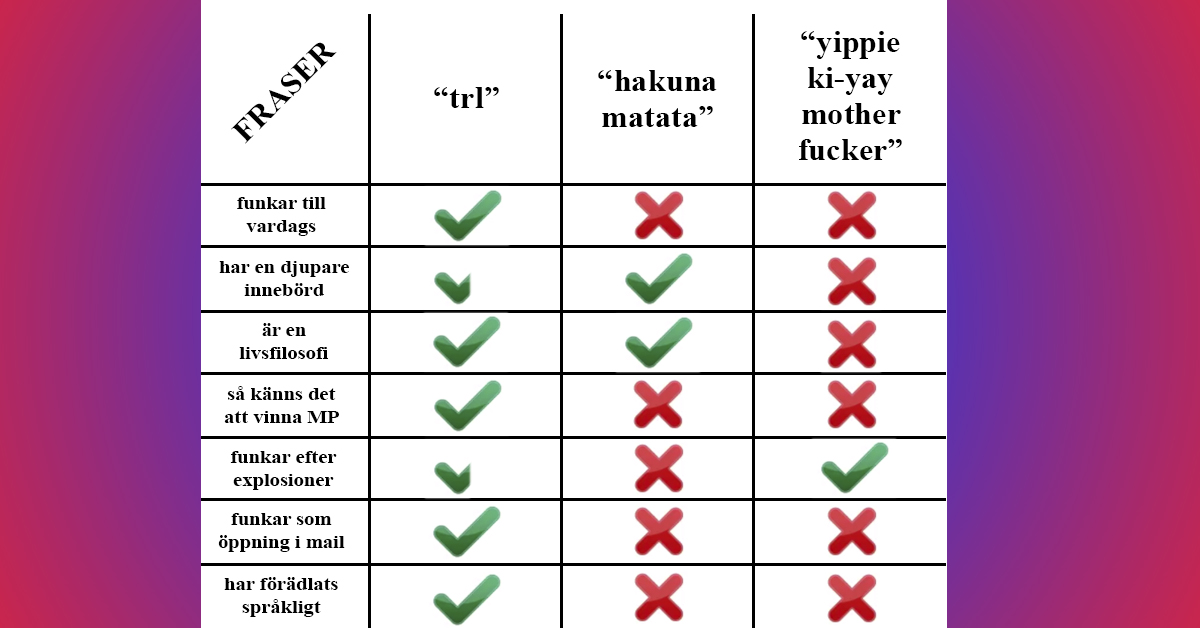 FRASER
“trl”
“hakuna
matata”
“yippie
ki-yay
mother
fucker”
funkar till
vardags
har en djupare
innebörd
är en
livsfilosofi
så känns det
att vinna MP
funkar efter
explosioner
funkar som
öppning i mail
har förädlats
språkligt